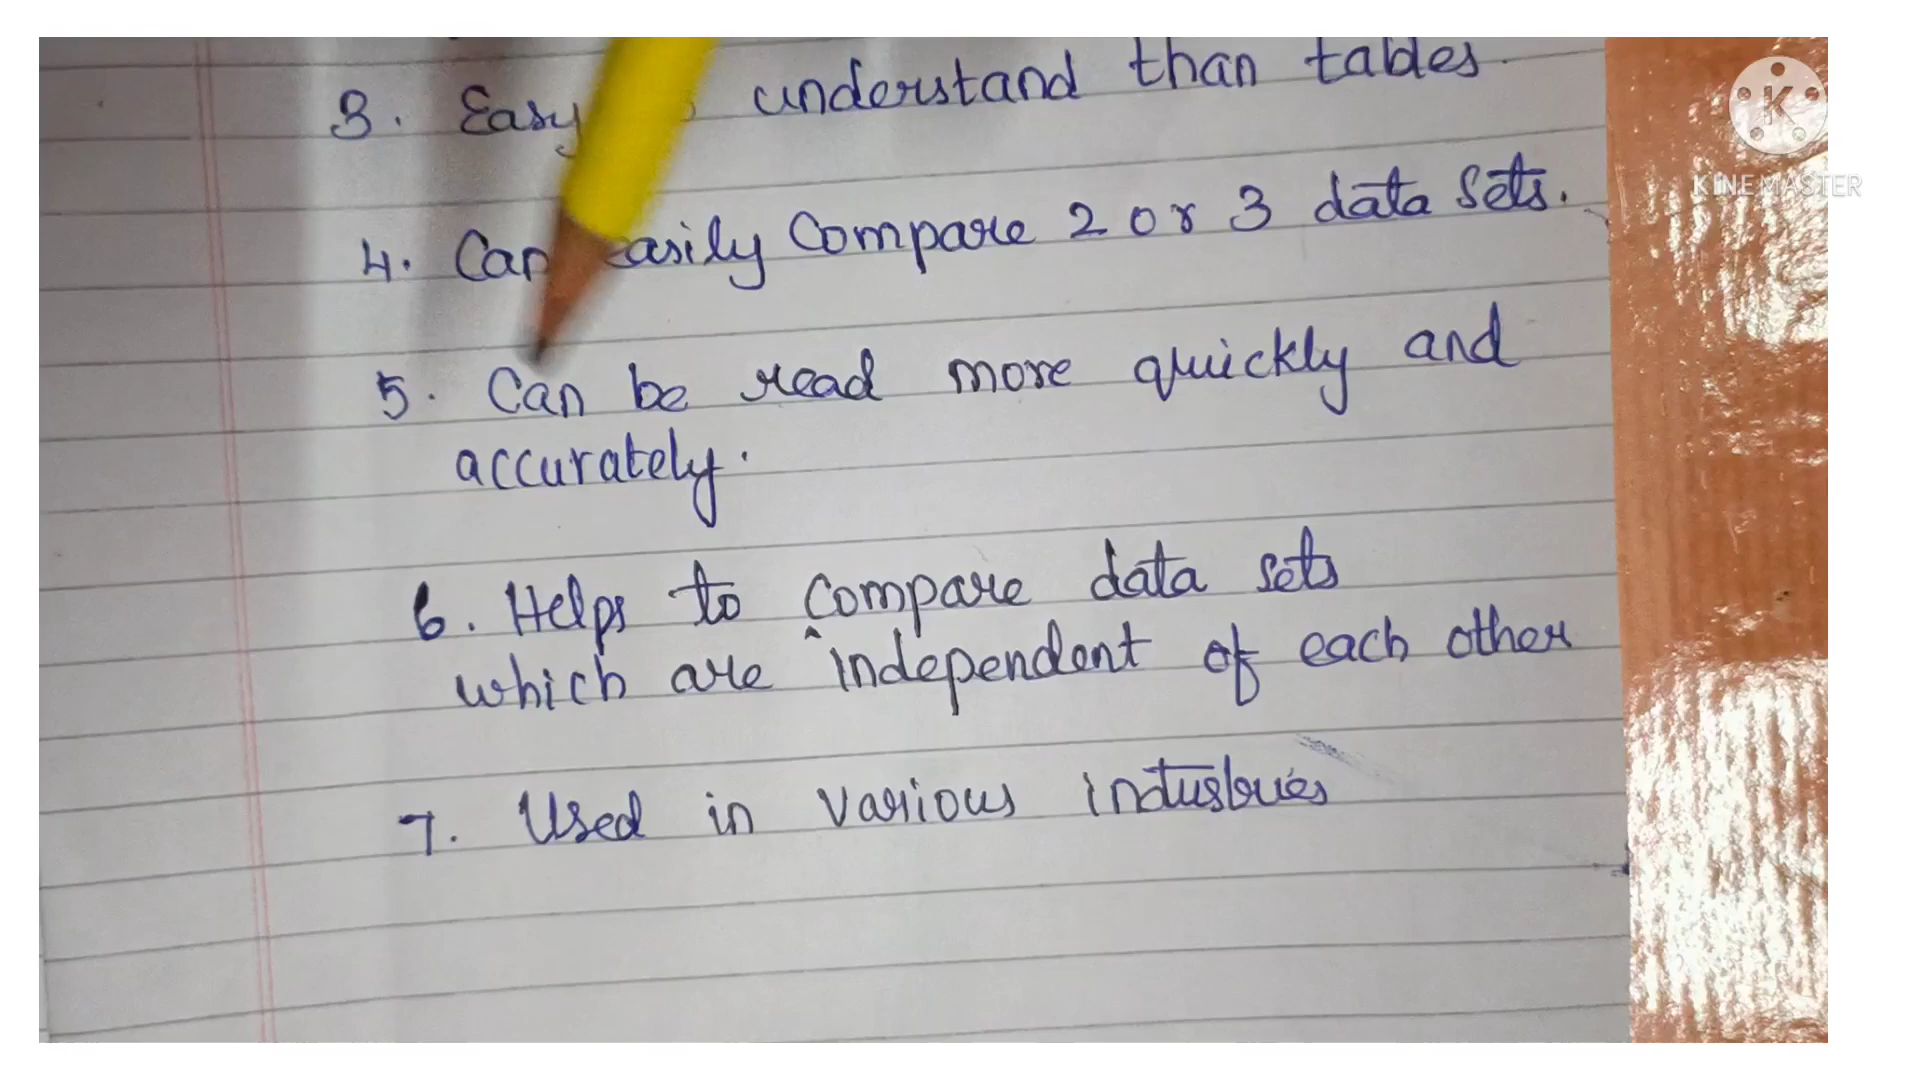 3. Easy understand than tables.
4. Can easily Compare 2 or 3 data sets.
5. Can be read more quickly and
accurately.
6. Helps to compare data sets
which are independent of each other
7. Used in various industries
KINEMASTER